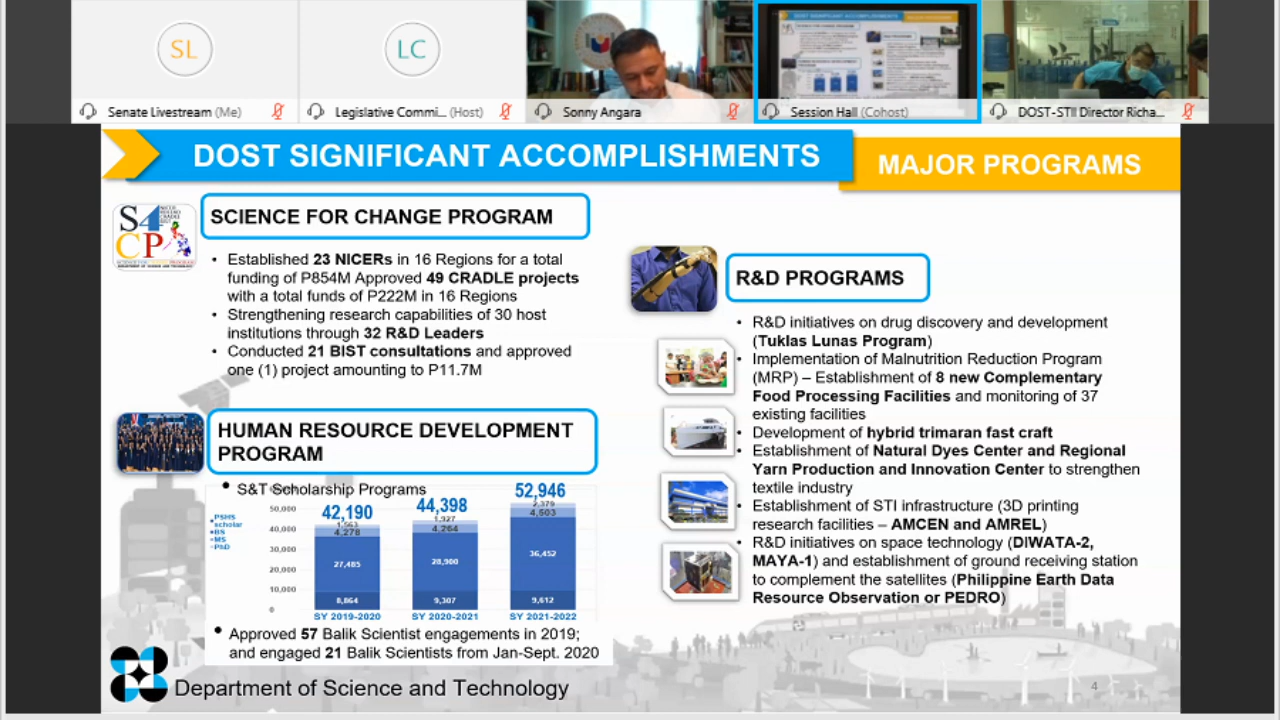 SL
LC
Senate Livestream (Me)
Legislative Commi... (Host)
Sonny Angara
Session Hall (Cohost)
DOST-STII Director Richa...
DOST SIGNIFICANT ACCOMPLISHMENTS
MAJOR PROGRAMS
S4
CP
SCIENCE FOR CHANGE PROGRAM
• Established 23 NICERs in 16 Regions for a total
funding of P854M Approved 49 CRADLE projects
with a total funds of P222M in 16 Regions
• Strengthening research capabilities of 30 host
institutions through 32 R&D Leaders
• Conducted 21 BIST consultations and approved
one (1) project amounting to P11.7M
HUMAN RESOURCE DEVELOPMENT
PROGRAM
• S&T Scholarship Programs
PSHS
scholar
BS
MS
PhD
50,000
40,000
30,000
20,000
10,000
0
42,190
1,563
4,278
27,485
8,864
SY 2019-2020
44,398
1,927
4,264
28,900
9,307
SY 2020-2021
52,946
2,379
4,503
36,452
9,612
SY 2021-2022
• Approved 57 Balik Scientist engagements in 2019;
and engaged 21 Balik Scientists from Jan-Sept. 2020
R&D PROGRAMS
• R&D initiatives on drug discovery and development
(Tuklas Lunas Program)
• Implementation of Malnutrition Reduction Program
(MRP) – Establishment of 8 new Complementary
Food Processing Facilities and monitoring of 37
existing facilities
• Development of hybrid trimaran fast craft
• Establishment of Natural Dyes Center and Regional
Yarn Production and Innovation Center to strengthen
textile industry
• Establishment of STI infrastructure (3D printing
research facilities – AMCEN and AMREL)
• R&D initiatives on space technology (DIWATA-2,
MAYA-1) and establishment of ground receiving station
to complement the satellites (Philippine Earth Data
Resource Observation or PEDRO)
Department of Science and Technology
4